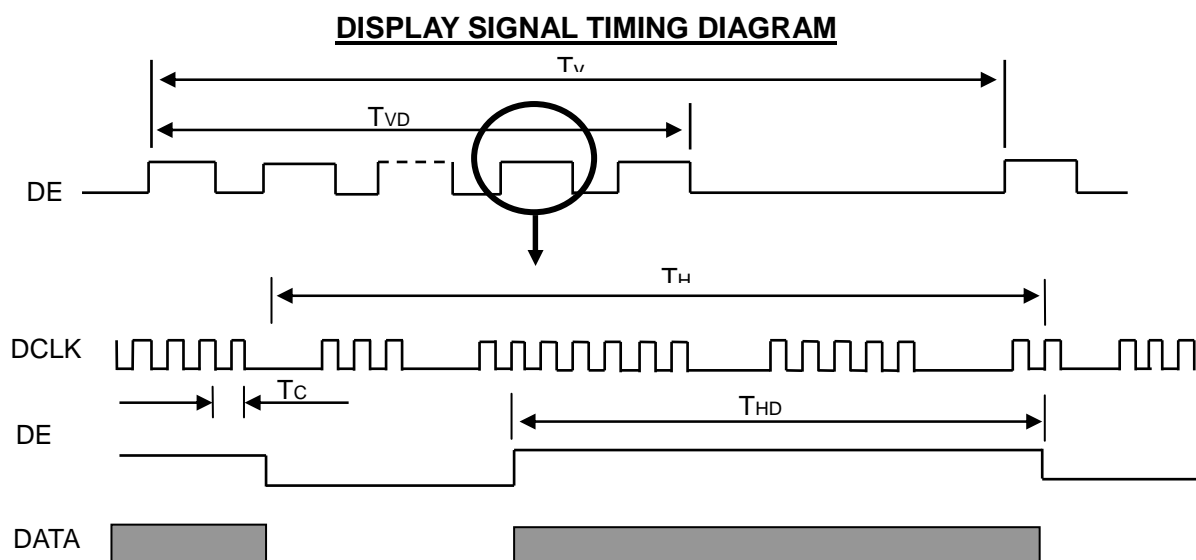 DISPLAY SIGNAL TIMING DIAGRAM
TV
TVD
DE
TH
DCLK
TC
THD
DE
DATA